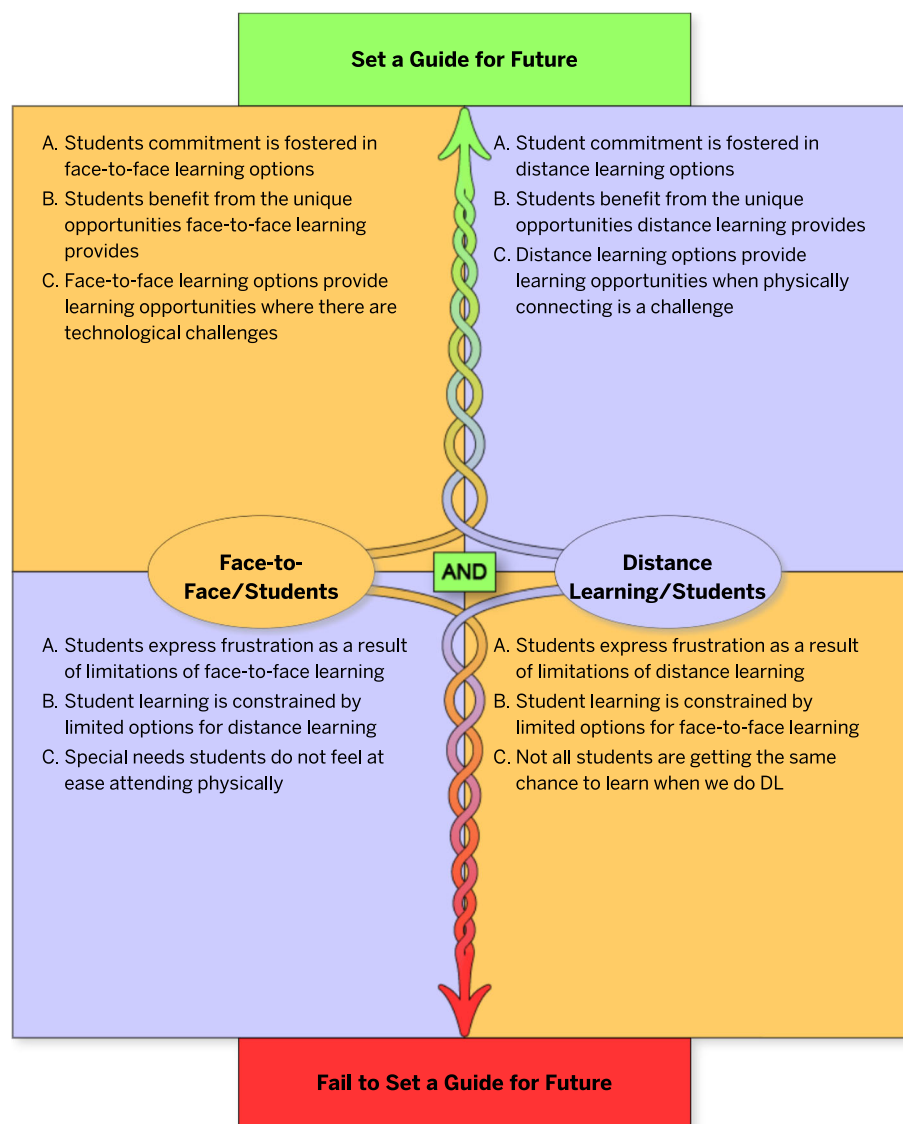 Set a Guide for Future
A. Students commitment is fostered in
face-to-face learning options
B. Students benefit from the unique
opportunities face-to-face learning
provides
C. Face-to-face learning options provide
learning opportunities where there are
technological challenges
A. Student commitment is fostered in
distance learning options
B. Students benefit from the unique
opportunities distance learning provides
C. Distance learning options provide
learning opportunities when physically
connecting is a challenge
Face-to-
Face/Students
AND
Distance
Learning/Students
A. Students express frustration as a result
of limitations of face-to-face learning
B. Student learning is constrained by
limited options for distance learning
C. Special needs students do not feel at
ease attending physically
A. Students express frustration as a result
of limitations of distance learning
B. Student learning is constrained by
limited options for face-to-face learning
C. Not all students are getting the same
chance to learn when we do DL
Fail to Set a Guide for Future